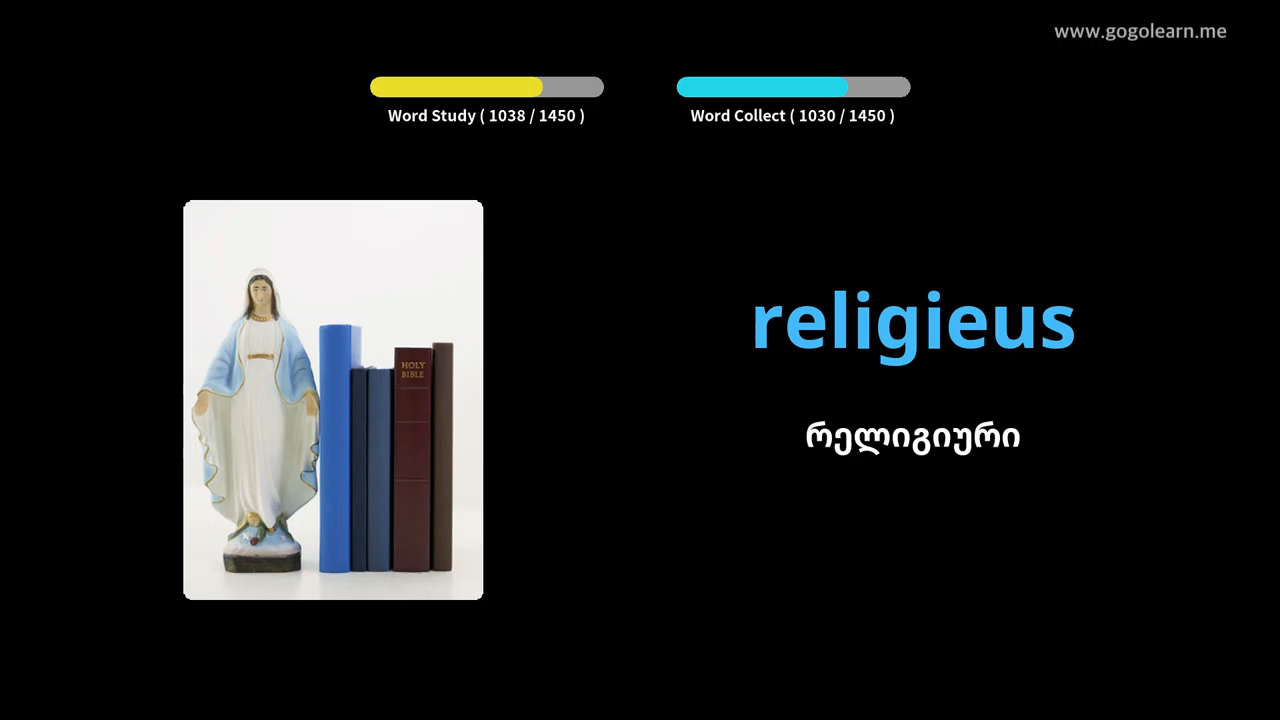 www.gogolearn.me
Word Study ( 1038 / 1450 )
Word Collect ( 1030 / 1450 )
HOLY
BIBLE
religieus
რელიგიური